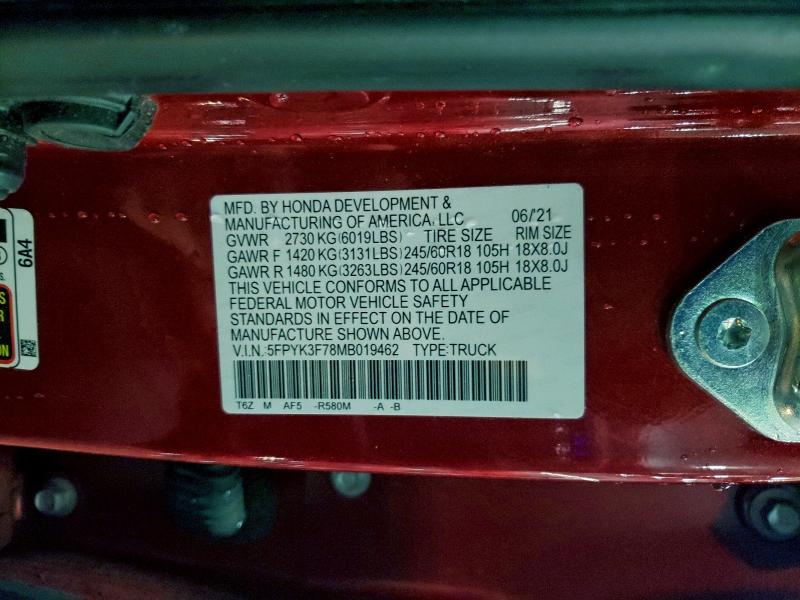 MFD. BY HONDA DEVELOPMENT &
MANUFACTURING OF AMERICA, LLC 06/'21
GVWR 2730 KG(6019LBS) TIRE SIZE RIM SIZE
GAWR F 1420 KG(3131LBS)245/60R18 105H 18X8.0J
GAWR R 1480 KG(3263LBS)245/60R18 105H 18X8.0J
THIS VEHICLE CONFORMS TO ALL APPLICABLE
FEDERAL MOTOR VEHICLE SAFETY
STANDARDS IN EFFECT ON THE DATE OF
MANUFACTURE SHOWN ABOVE.
V.I.N.:5FPYK3F78MB019462 TYPE:TRUCK
T6Z M AF5 -R580M -A -B
6A4